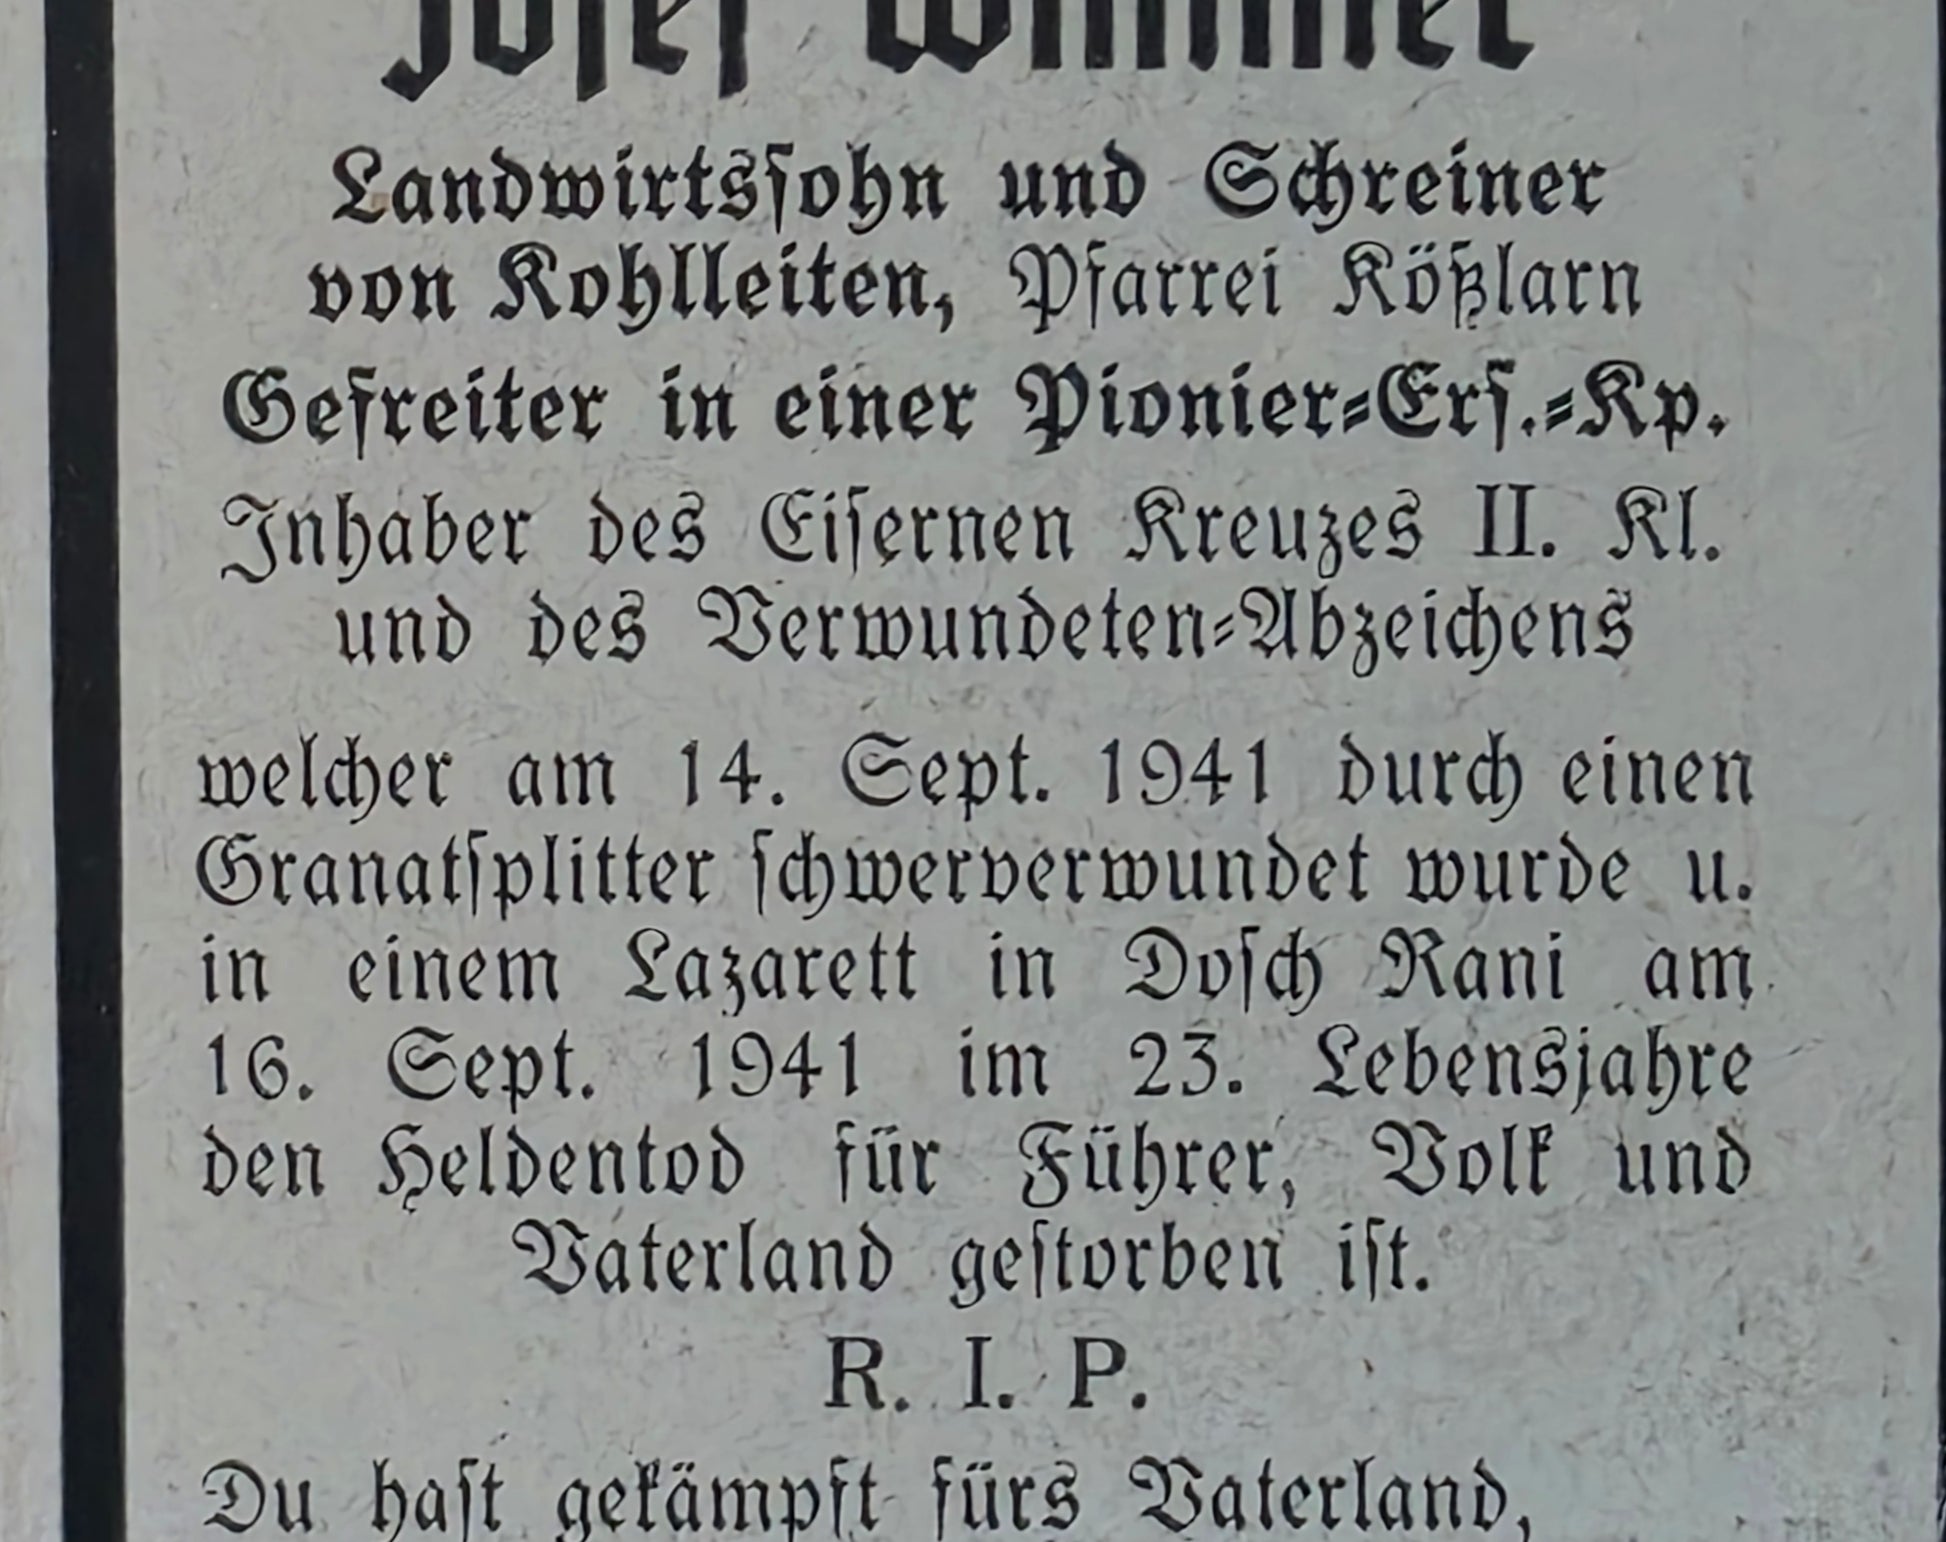 Josef Wimmer
Landwirtssohn und Schreiner
von Kohlleiten, Pfarrei Kößlarn
Gefreiter in einer Pionier-Ers.-Kp.
Inhaber des Eisernen Kreuzes II. Kl.
und des Verwundeten-Abzeichens
welcher am 14. Sept. 1941 durch einen
Granatsplitter schwerverwundet wurde u.
in einem Lazarett in Dosch Rani am
16. Sept. 1941 im 23. Lebensjahre
den Heldentod für Führer, Volk und
Vaterland gestorben ist.
R. I. P.
Du hast gekämpft fürs Vaterland,